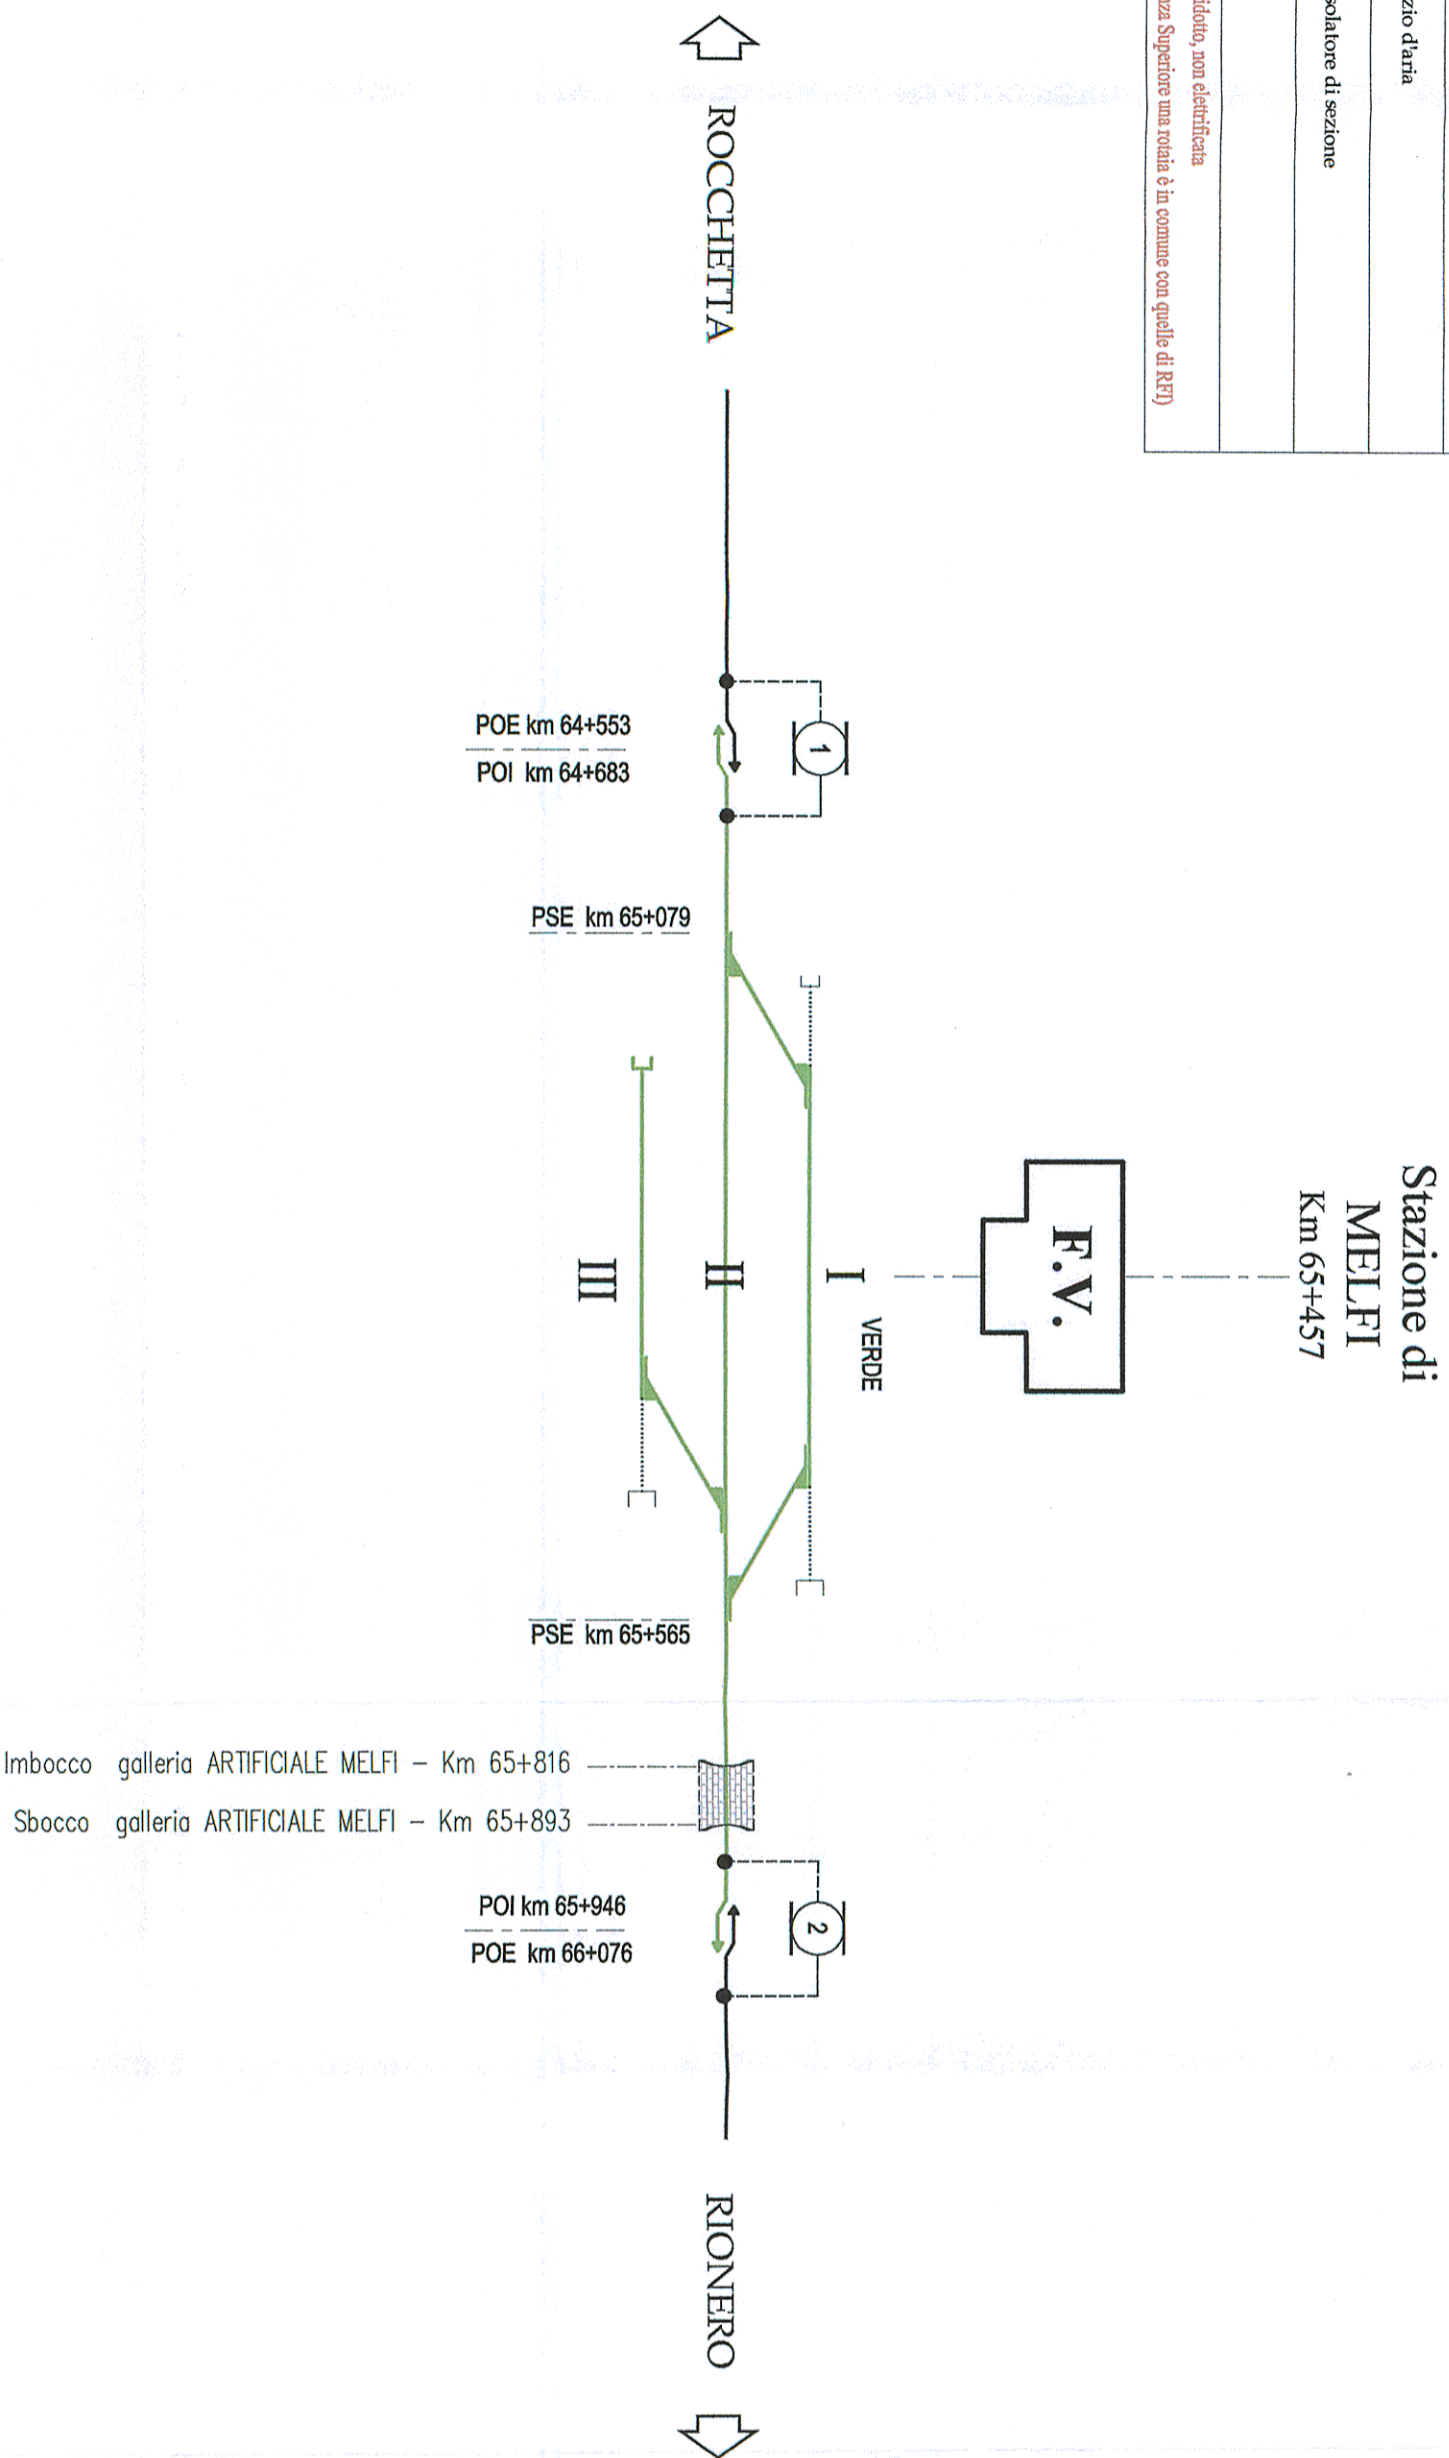 zio d'aria
solatore di sezione
idotto, non elettrificata
nza Superiore una rotaia è in comune con quelle di RFI)
Stazione di
MELFI
Km 65+457
F.V.
I
VERDE
II
III
ROCCHETTA
1
POE km 64+553
POI km 64+683
PSE km 65+079
PSE km 65+565
Imbocco galleria ARTIFICIALE MELFI – Km 65+816
Sbocco galleria ARTIFICIALE MELFI – Km 65+893
2
POI km 65+946
POE km 66+076
RIONERO